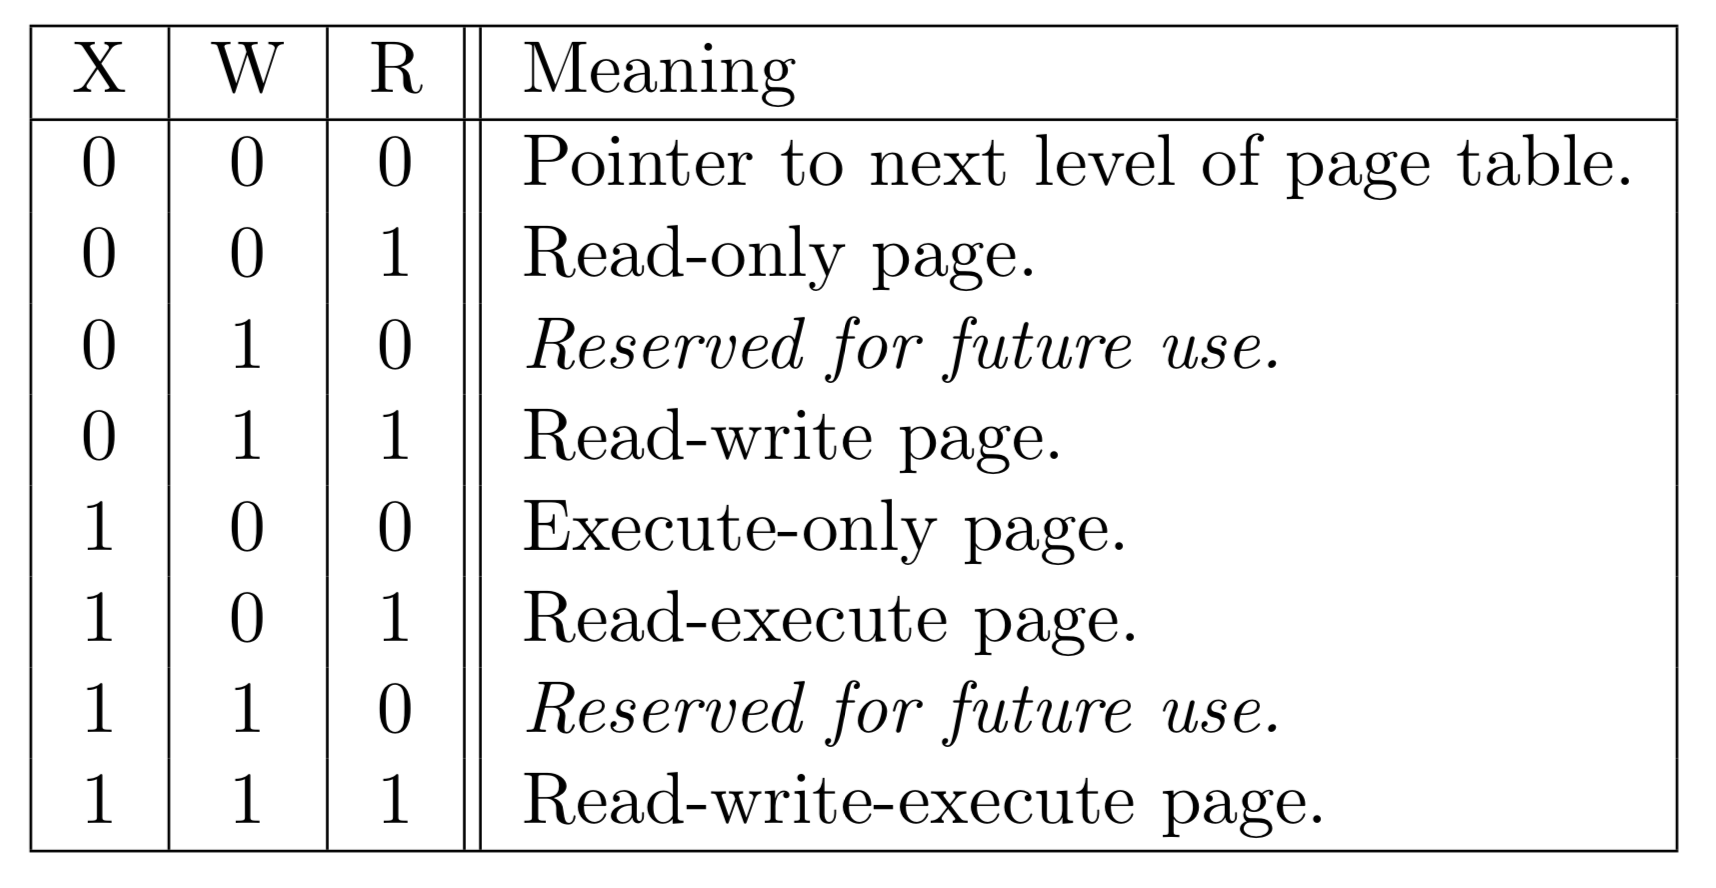 X W R Meaning
0 0 0 Pointer to next level of page table.
0 0 1 Read-only page.
0 1 0 Reserved for future use.
0 1 1 Read-write page.
1 0 0 Execute-only page.
1 0 1 Read-execute page.
1 1 0 Reserved for future use.
1 1 1 Read-write-execute page.